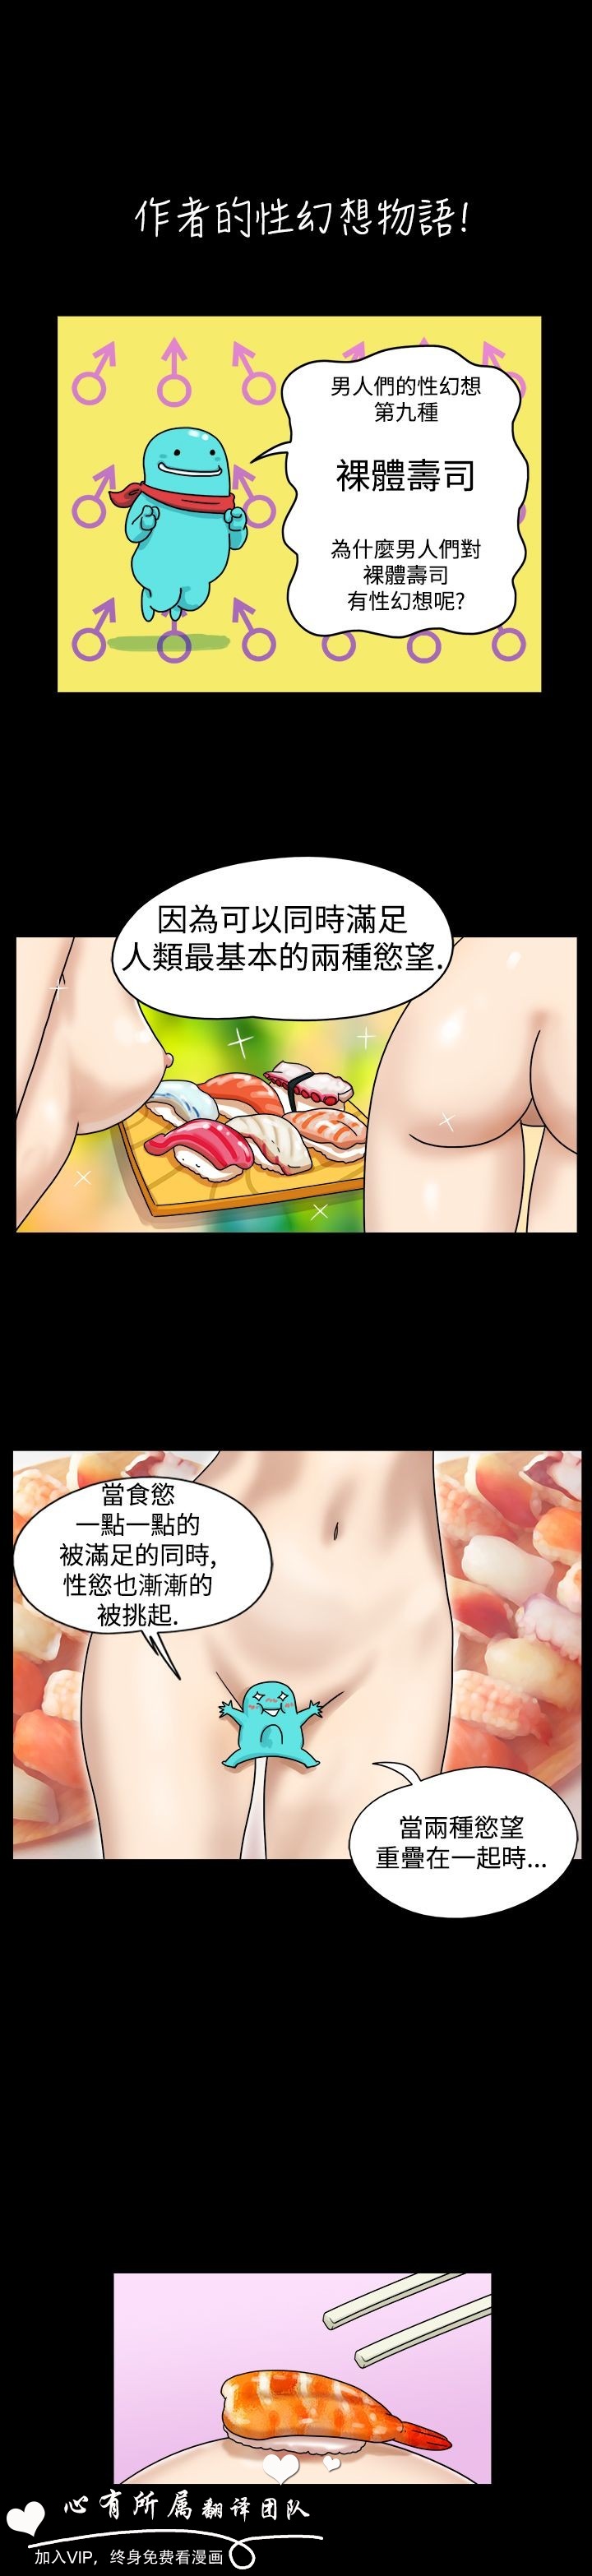 作者的性幻想物語!
男人們的性幻想
第九種
裸體壽司
為什麼男人們對
裸體壽司
有性幻想呢?
因為可以同時滿足
人類最基本的兩種慾望.
當食慾
一點一點的
被滿足的同時,
性慾也漸漸的
被挑起.
當兩種慾望
重疊在一起時...
心有所属翻译团队
加入VIP，终身免费看漫画